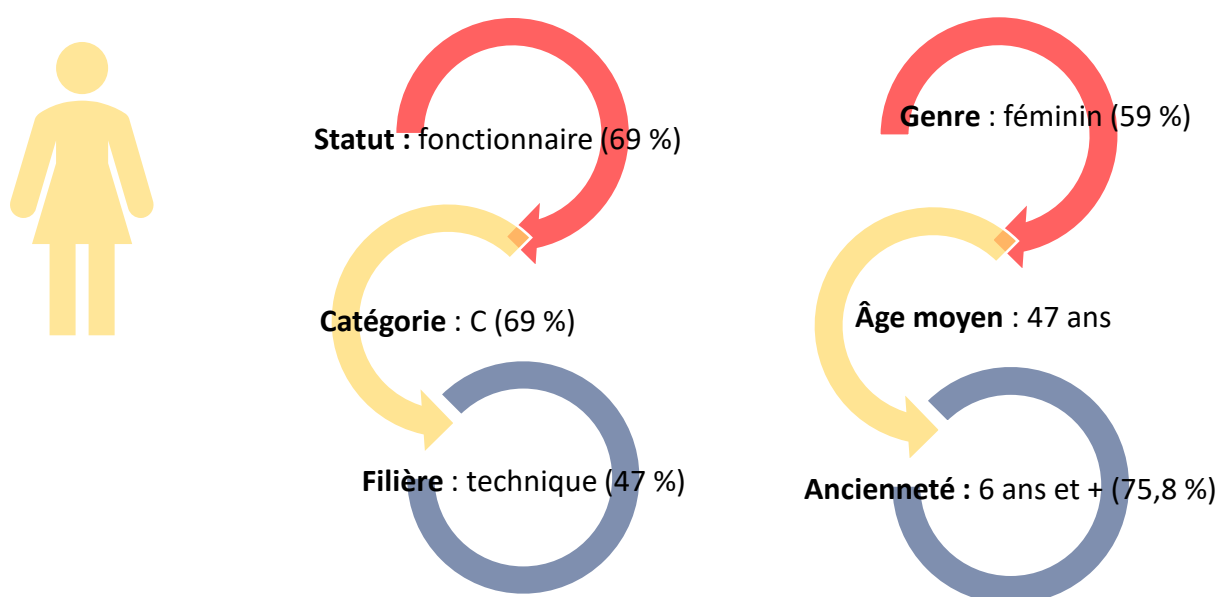 Statut : fonctionnaire (69 %)
Catégorie : C (69 %)
Filière : technique (47 %)
Genre : féminin (59 %)
Âge moyen : 47 ans
Ancienneté : 6 ans et + (75,8 %)